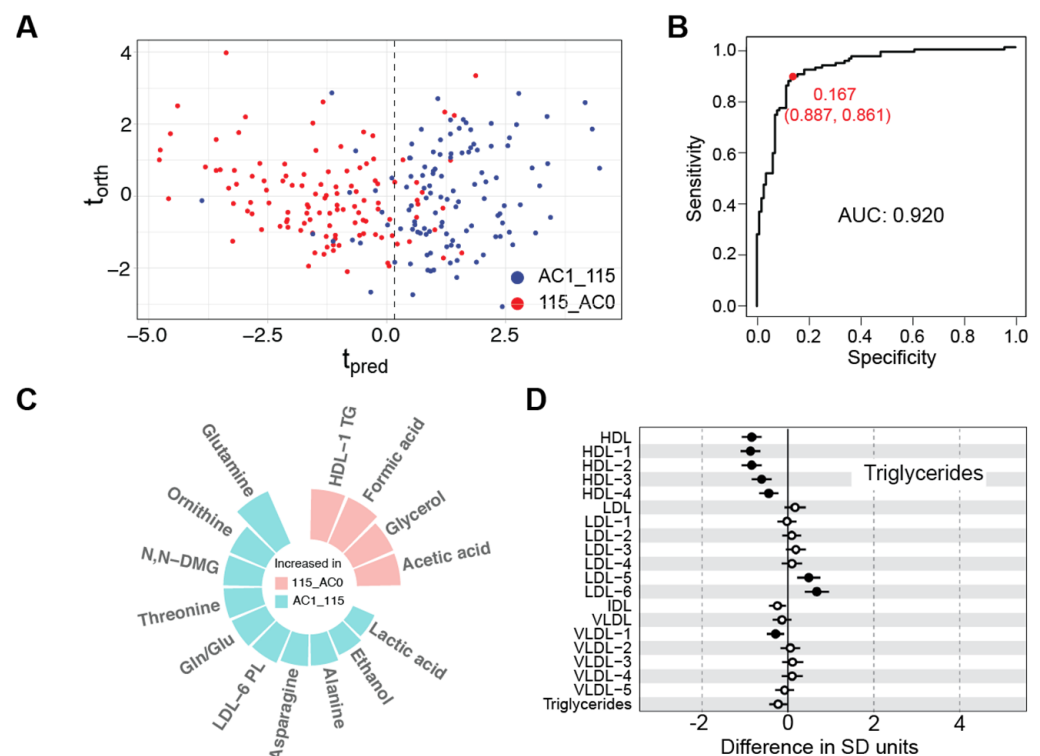 A
4
2
0
−2
t_orth
−5.0
−2.5
0.0
2.5
t_pred
AC1_115
115_AC0
B
1.0
0.8
0.6
0.4
0.2
0.0
Sensitivity
0.167
(0.887, 0.861)
AUC: 0.920
0.0
0.2
0.4
0.6
0.8
1.0
Specificity
C
HDL−1 TG
Formic acid
Glycerol
Acetic acid
Lactic acid
Ethanol
Alanine
Asparagine
LDL−6 PL
Gln/Glu
Threonine
N,N−DMG
Ornithine
Glutamine
Increased in
115_AC0
AC1_115
D
HDL
HDL-1
HDL-2
HDL-3
HDL-4
LDL
LDL-1
LDL-2
LDL-3
LDL-4
LDL-5
LDL-6
IDL
VLDL
VLDL-1
VLDL-2
VLDL-3
VLDL-4
VLDL-5
Triglycerides
Triglycerides
-2
0
2
4
Difference in SD units